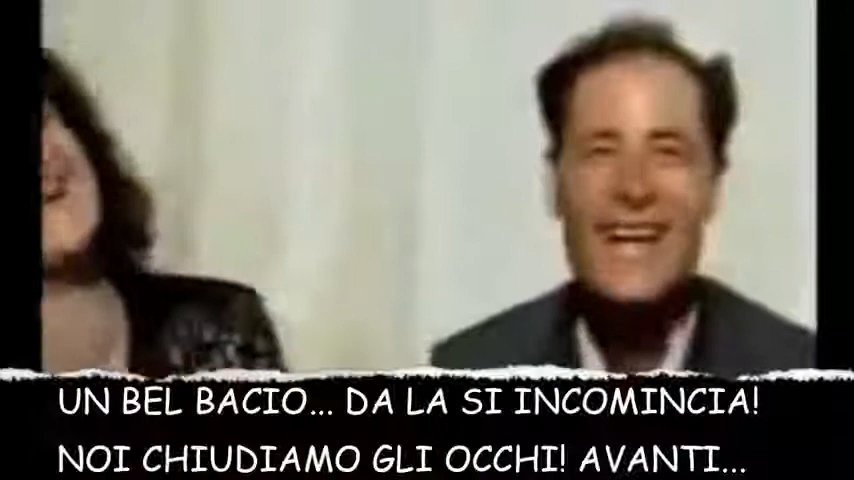 UN BEL BACIO... DA LA SI INCOMINCIA!
NOI CHIUDIAMO GLI OCCHI! AVANTI...